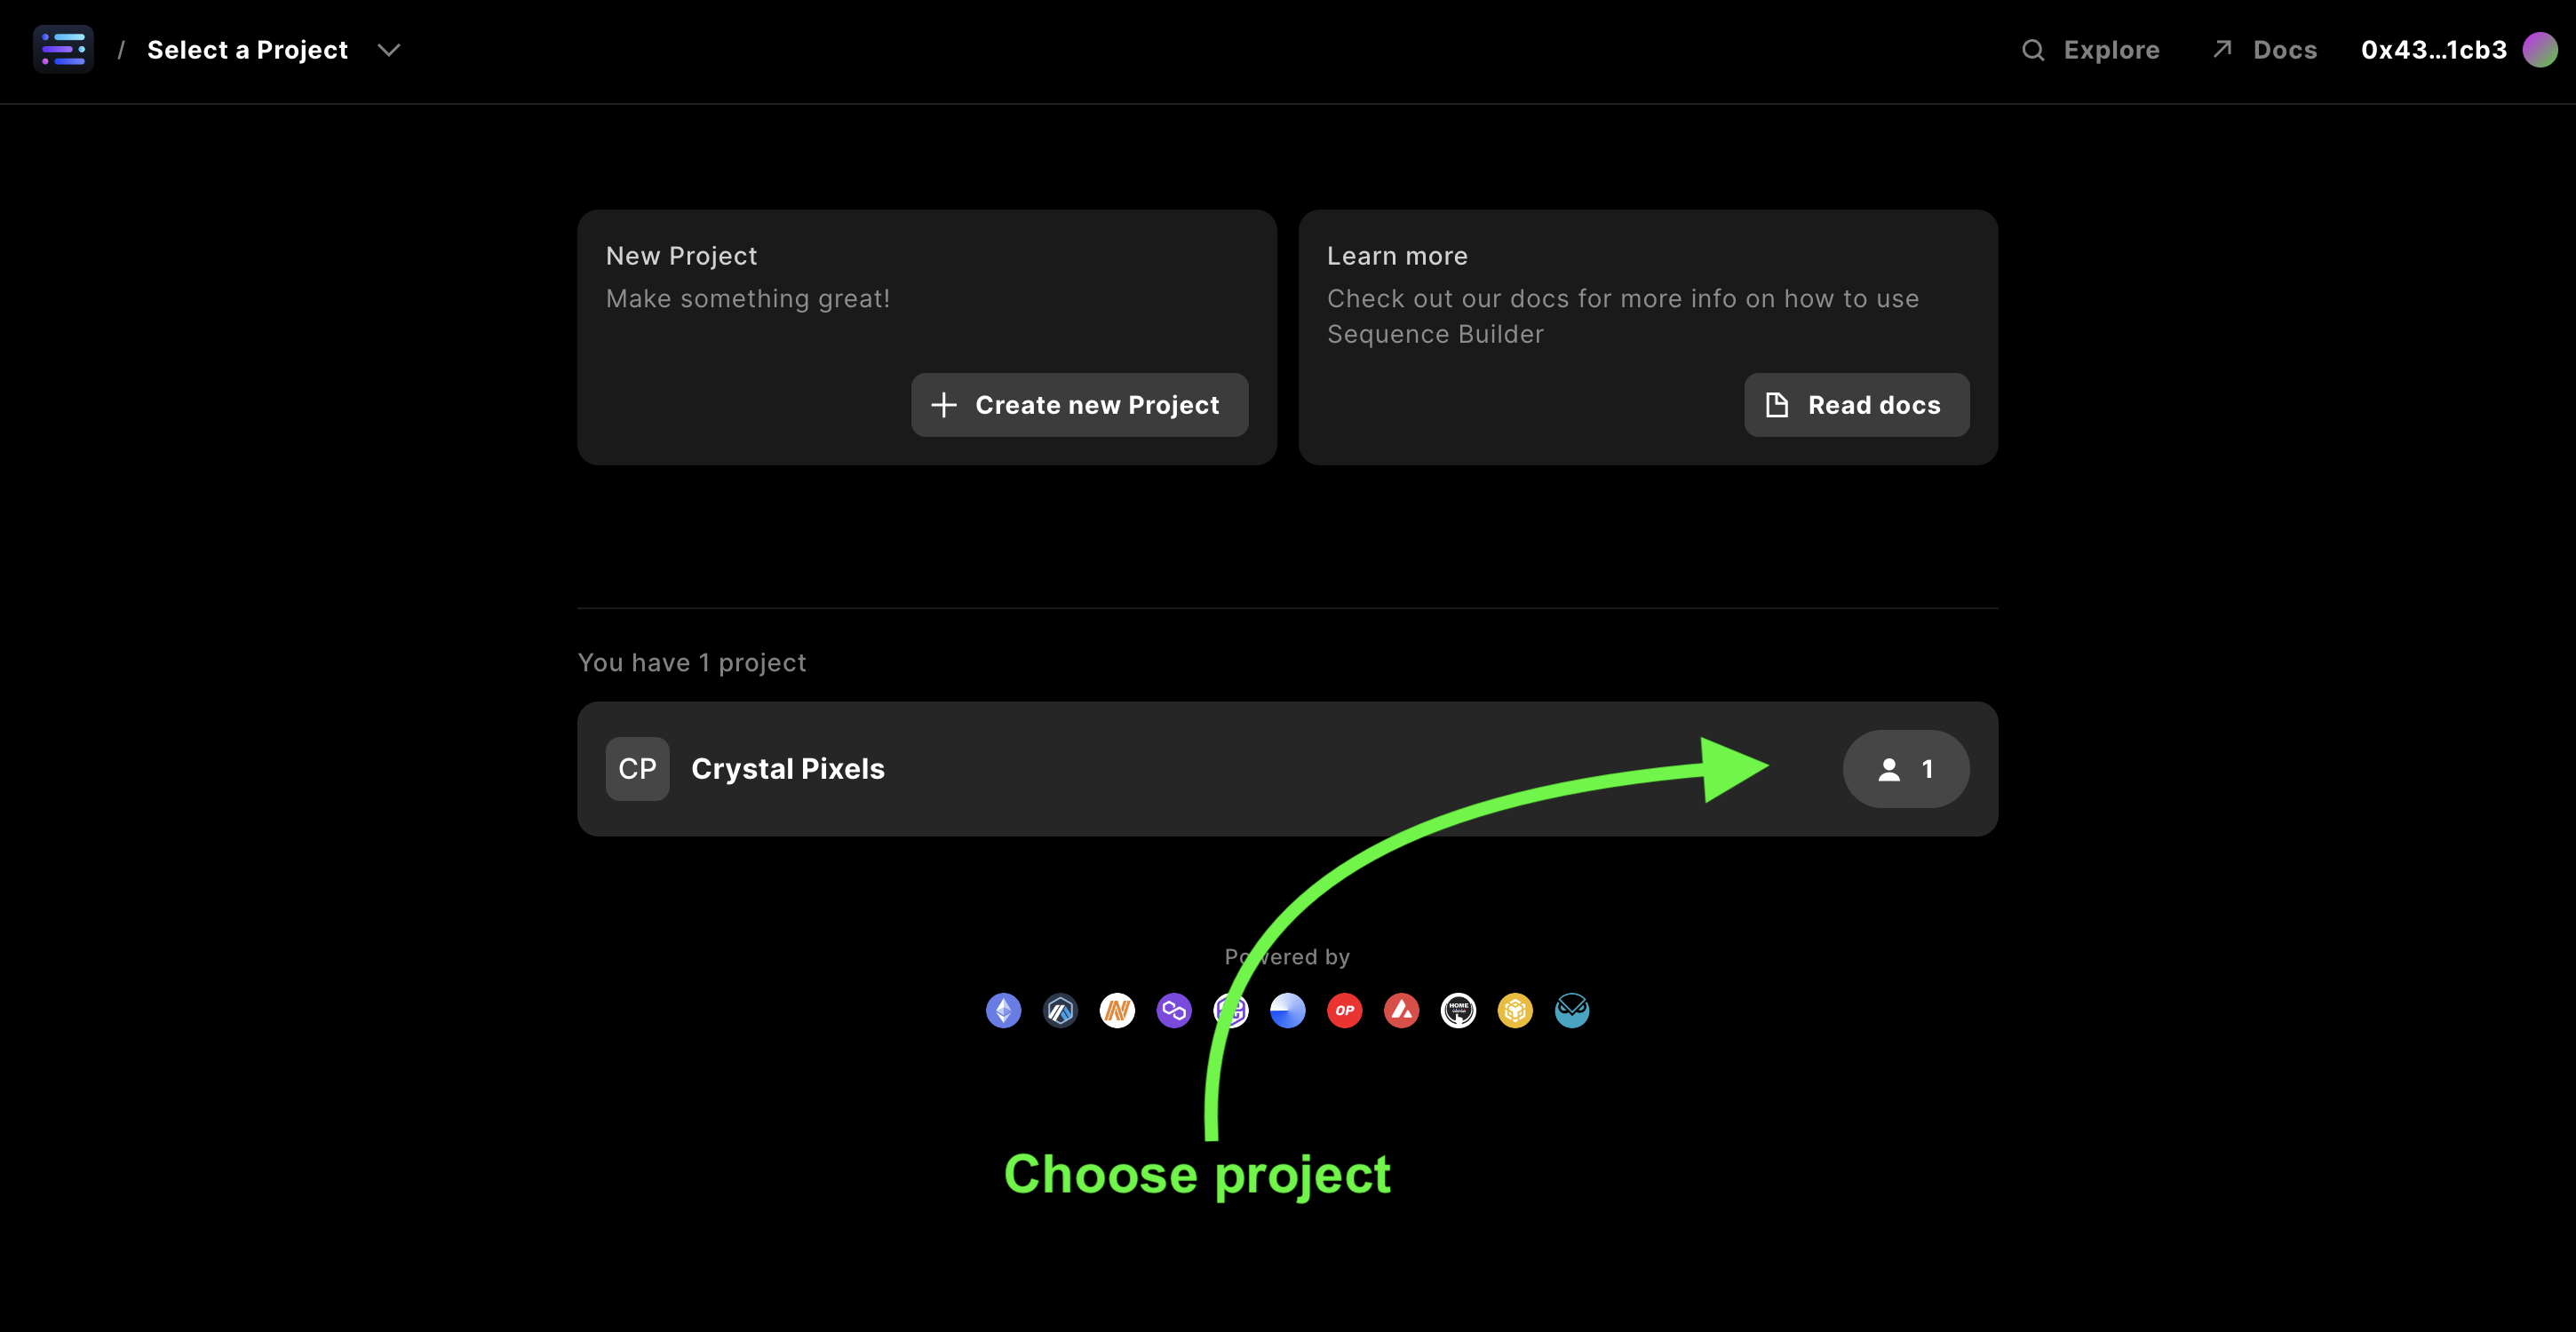 / Select a Project
Explore
Docs
0x43...1cb3
New Project
Make something great!
Create new Project
Learn more
Check out our docs for more info on how to use
Sequence Builder
Read docs
You have 1 project
CP Crystal Pixels
1
Powered by
OP
HOME
Choose project